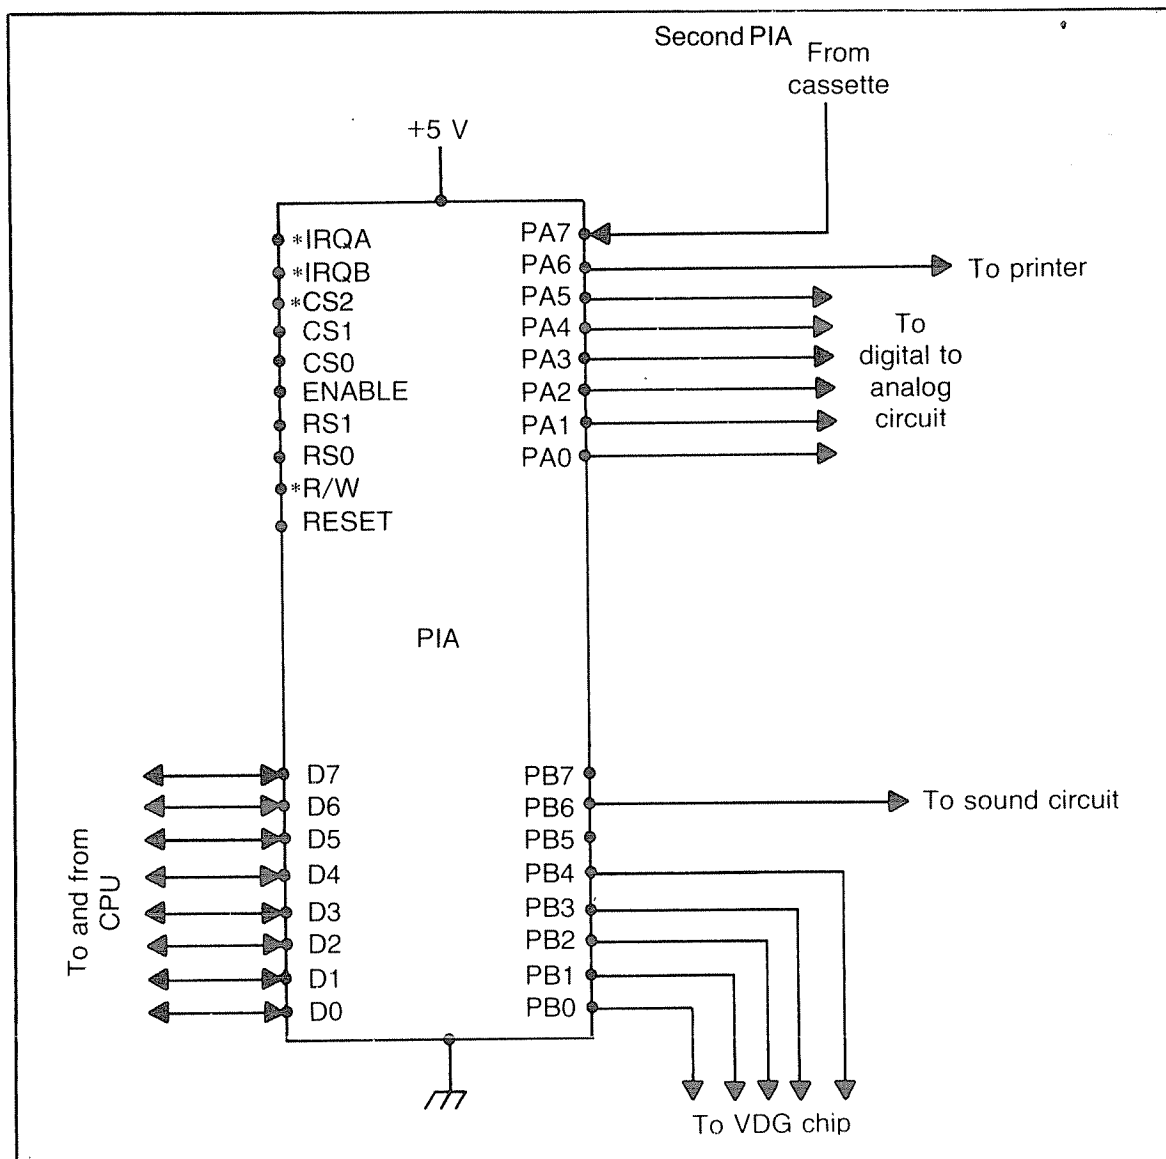 Second PIA
From
cassette
+5 V
*IRQA
*IRQB
*CS2
CS1
CS0
ENABLE
RS1
RS0
*R/W
RESET
PA7
PA6
PA5
PA4
PA3
PA2
PA1
PA0
To printer
To
digital to
analog
circuit
PIA
To and from
CPU
D7
D6
D5
D4
D3
D2
D1
D0
PB7
PB6
PB5
PB4
PB3
PB2
PB1
PB0
To sound circuit
To VDG chip